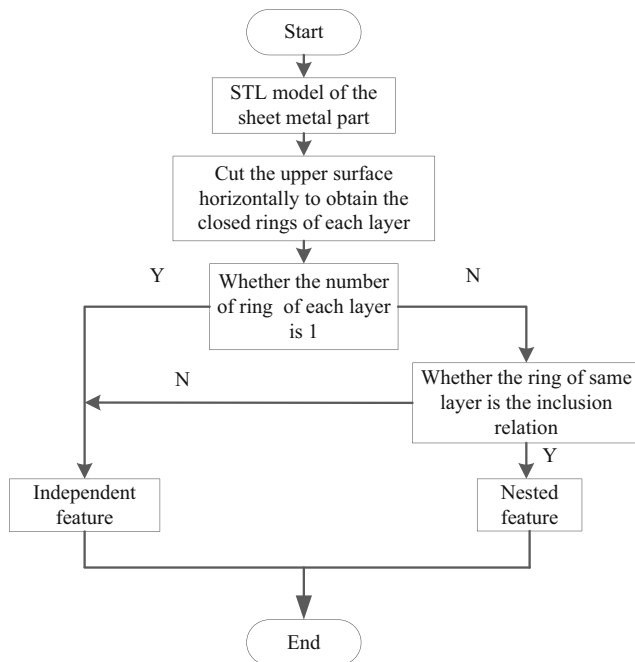 Start
STL model of the
sheet metal part
Cut the upper surface
horizontally to obtain the
closed rings of each layer
Y
Whether the number
of ring of each layer
is 1
N
Whether the ring of same
layer is the inclusion
relation
N
Y
Independent
feature
Nested
feature
End